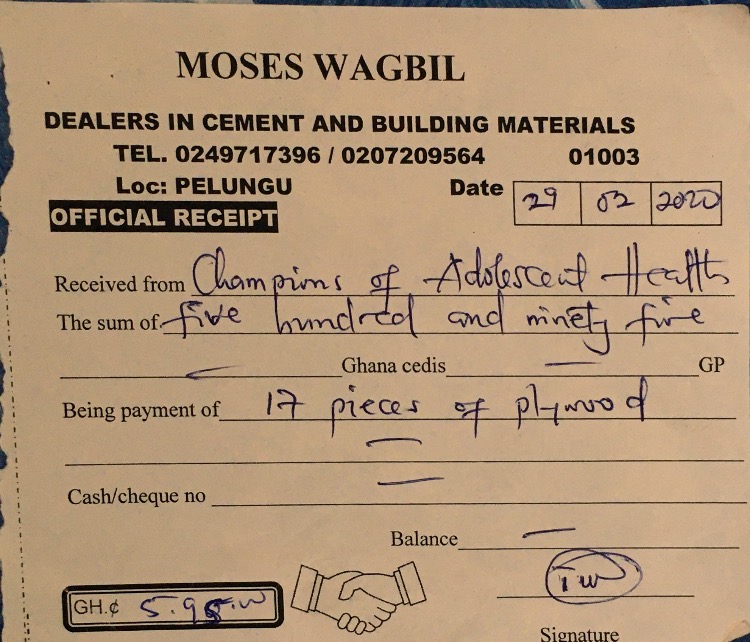 MOSES WAGBIL
DEALERS IN CEMENT AND BUILDING MATERIALS
TEL. 0249717396 / 0207209564 01003
Loc: PELUNGU Date 29 02 2020
OFFICIAL RECEIPT
Received from Champions of Adolescent Health
The sum of five hundred and ninety five
Ghana cedis GP
Being payment of 17 pieces of plywood
Cash/cheque no
Balance
GH.¢
Signature